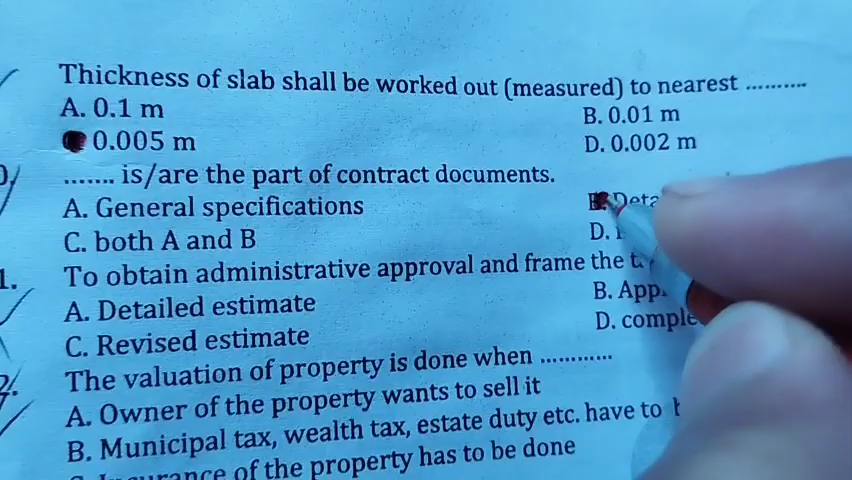 Thickness of slab shall be worked out (measured) to nearest ..........
A. 0.1 m
B. 0.01 m
0.005 m
D. 0.002 m
....... is/are the part of contract documents.
A. General specifications
C. both A and B
D.
1.
To obtain administrative approval and frame the
A. Detailed estimate
B.
C. Revised estimate
D.
The valuation of property is done when ............
A. Owner of the property wants to sell it
B. Municipal tax, wealth tax, estate duty etc. have to
of the property has to be done